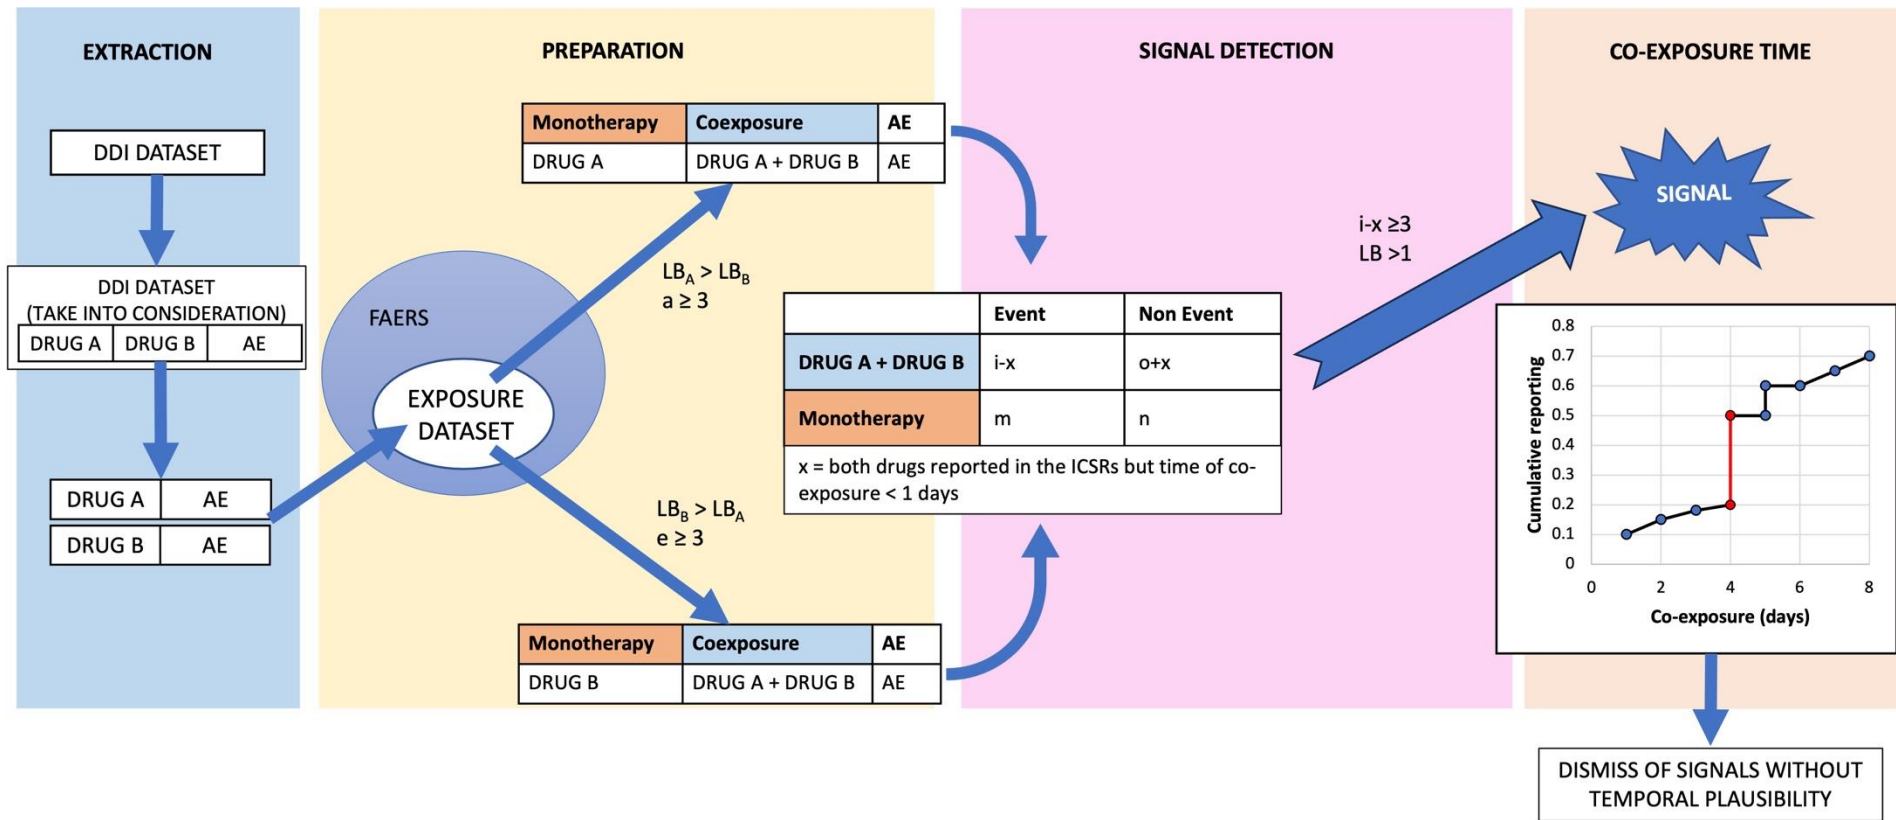 EXTRACTION
DDI DATASET
DDI DATASET
(TAKE INTO CONSIDERATION)
DRUG A DRUG B AE
DRUG A AE
DRUG B AE
PREPARATION
Monotherapy Coexposure AE
DRUG A DRUG A + DRUG B AE
LB_A > LB_B
a ≥ 3
FAERS
EXPOSURE
DATASET
LB_B > LB_A
e ≥ 3
Monotherapy Coexposure AE
DRUG B DRUG A + DRUG B AE
SIGNAL DETECTION
Event Non Event
DRUG A + DRUG B i-x o+x
Monotherapy m n
x = both drugs reported in the ICSRs but time of co-
exposure < 1 days
i-x ≥3
LB >1
CO-EXPOSURE TIME
SIGNAL
Cumulative reporting
0.8
0.7
0.6
0.5
0.4
0.3
0.2
0.1
0
0 2 4 6 8
Co-exposure (days)
DISMISS OF SIGNALS WITHOUT
TEMPORAL PLAUSIBILITY